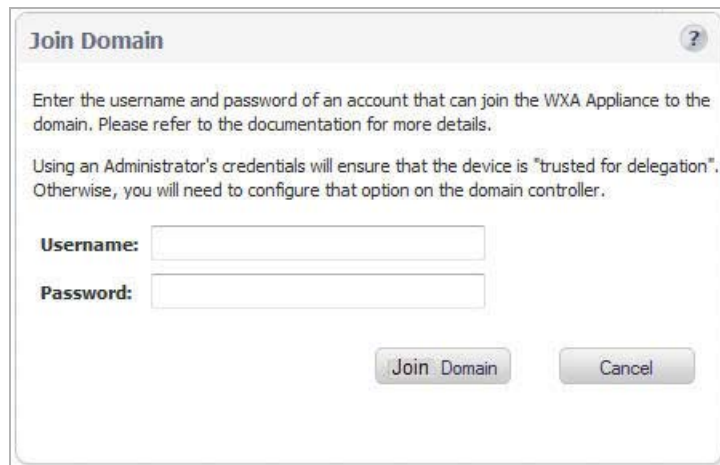 Join Domain ?
Enter the username and password of an account that can join the WXA Appliance to the
domain. Please refer to the documentation for more details.
Using an Administrator's credentials will ensure that the device is "trusted for delegation".
Otherwise, you will need to configure that option on the domain controller.
Username:
Password:
Join Domain Cancel